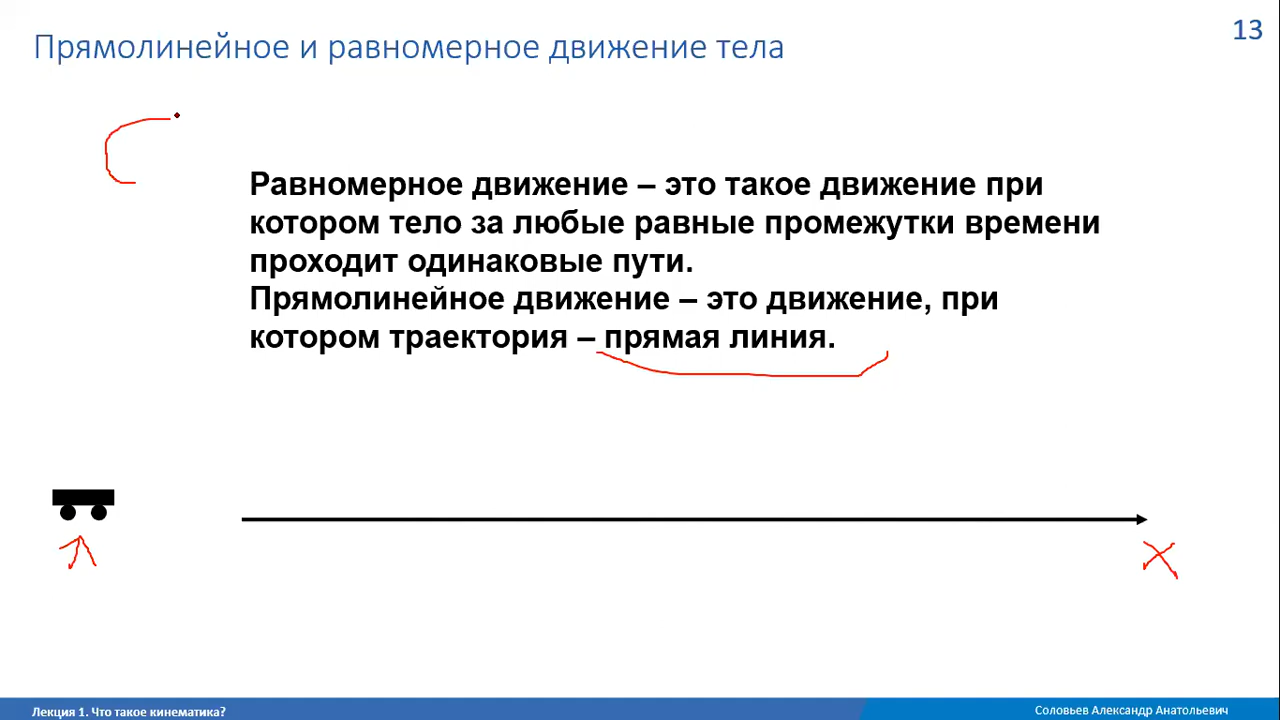 Прямолинейное и равномерное движение тела
13
Равномерное движение – это такое движение при
котором тело за любые равные промежутки времени
проходит одинаковые пути.
Прямолинейное движение – это движение, при
котором траектория – прямая линия.
X
Лекция 1. Что такое кинематика?
Соловьев Александр Анатольевич